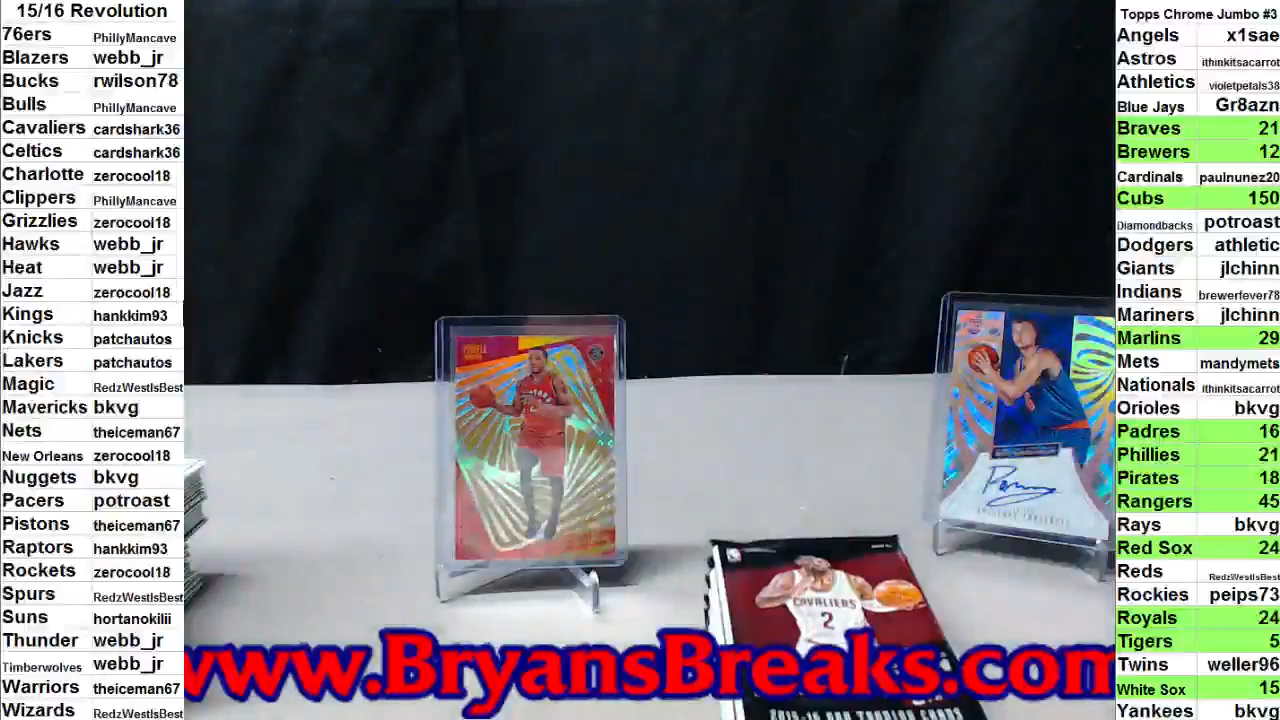 15/16 Revolution
76ers PhillyMancave
Blazers webb_jr
Bucks rwilson78
Bulls PhillyMancave
Cavaliers cardshark36
Celtics cardshark36
Charlotte zerocool18
Clippers PhillyMancave
Grizzlies zerocool18
Hawks webb_jr
Heat webb_jr
Jazz zerocool18
Kings hankkim93
Knicks patchautos
Lakers patchautos
Magic RedzWestIsBest
Mavericks bkvg
Nets theiceman67
New Orleans zerocool18
Nuggets bkvg
Pacers potroast
Pistons theiceman67
Raptors hankkim93
Rockets zerocool18
Spurs RedzWestIsBest
Suns hortanokilii
Thunder webb_jr
Timberwolves webb_jr
Warriors theiceman67
Wizards RedzWestIsBest
CAVALIERS
2
www.BryansBreaks.com
Topps Chrome Jumbo #3
Angels x1sae
Astros ithinkitsacarrot
Athletics violetpetals38
Blue Jays Gr8azn
Braves 21
Brewers 12
Cardinals paulnunez20
Cubs 150
Diamondbacks potroast
Dodgers athletic
Giants jlchinn
Indians brewerfever78
Mariners jlchinn
Marlins 29
Mets mandymets
Nationals ithinkitsacarrot
Orioles bkvg
Padres 16
Phillies 21
Pirates 18
Rangers 45
Rays bkvg
Red Sox 24
Reds RedzWestIsBest
Rockies peips73
Royals 24
Tigers 5
Twins weller96
White Sox 15
Yankees bkvg